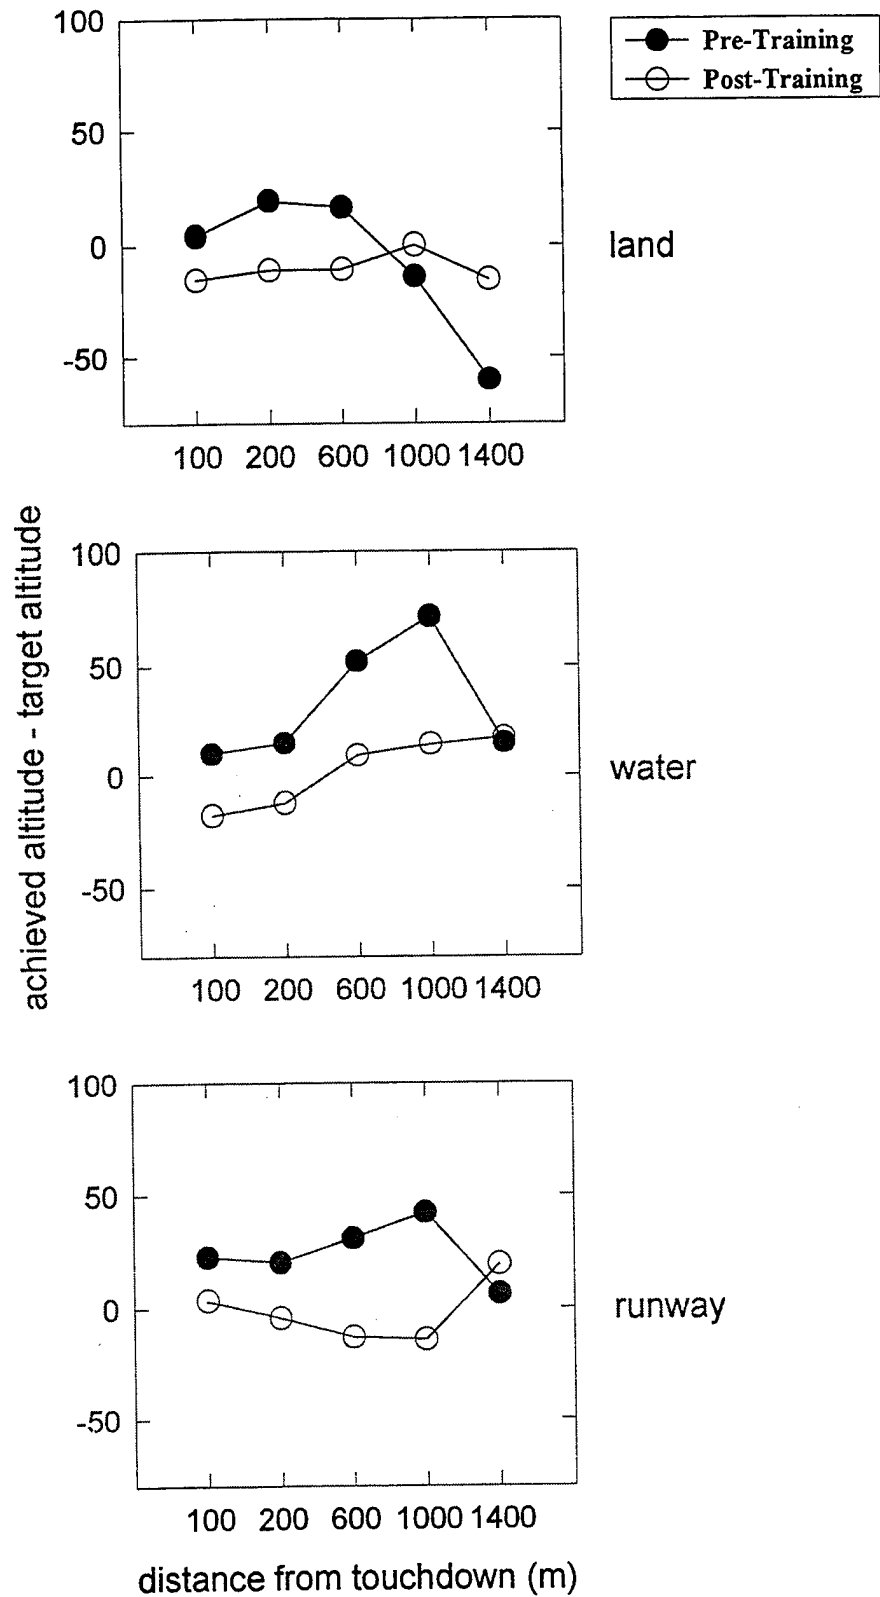 100
50
0
-50
100 200 600 1000 1400
Pre-Training
Post-Training
land
achieved altitude - target altitude
100
50
0
-50
100 200 600 1000 1400
water
100
50
0
-50
100 200 600 1000 1400
runway
distance from touchdown (m)